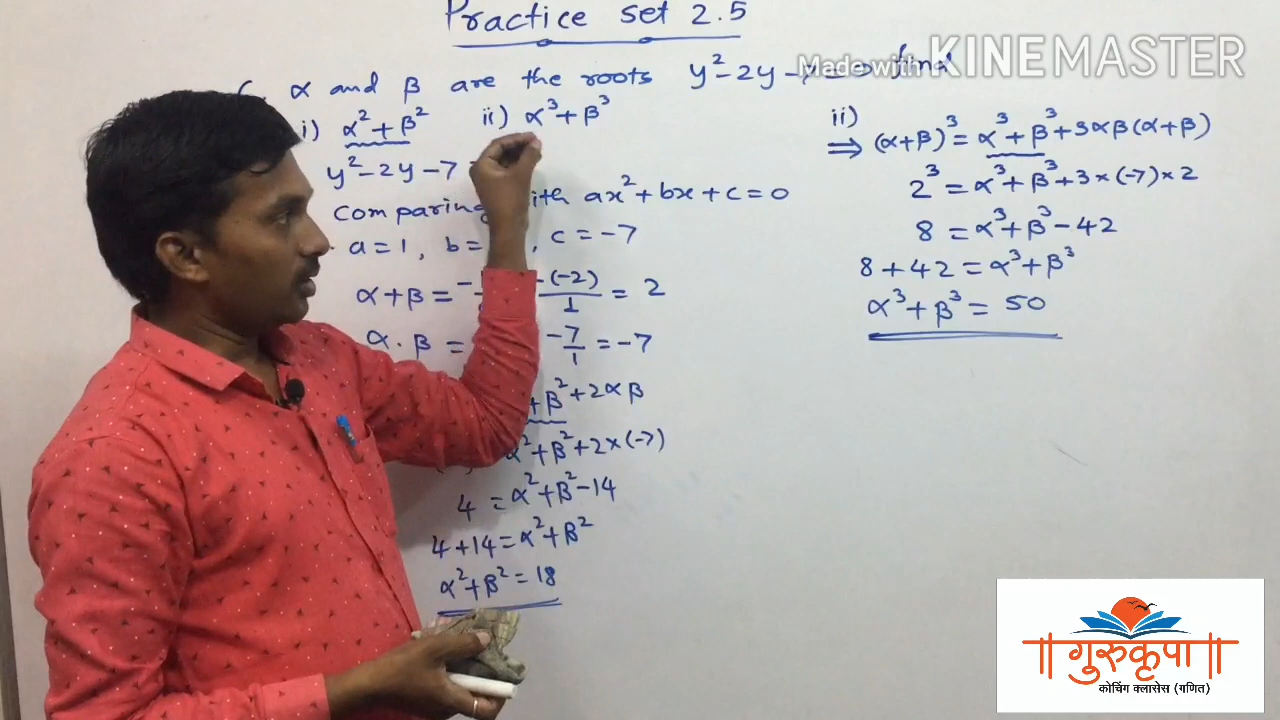 Practice set 2.5
α and β are the roots y²-2y-7=0 find
i) α²+β² ii) α³+β³
y²-2y-7
Comparing with ax²+bx+c=0
a=1, b= , c=-7
α+β = - -(-2)/1 = 2
α.β = -7/1 = -7
+β²+2αβ
α²+β²+2×(-7)
4 = α²+β²-14
4+14=α²+β²
α²+β²=18
ii)
⇒ (α+β)³ = α³+β³+3αβ(α+β)
2³ = α³+β³+3×(-7)×2
8 = α³+β³-42
8+42=α³+β³
α³+β³ = 50
Made with KINEMASTER
॥गुरुकृपा॥
कोचिंग क्लासेस (गणित)